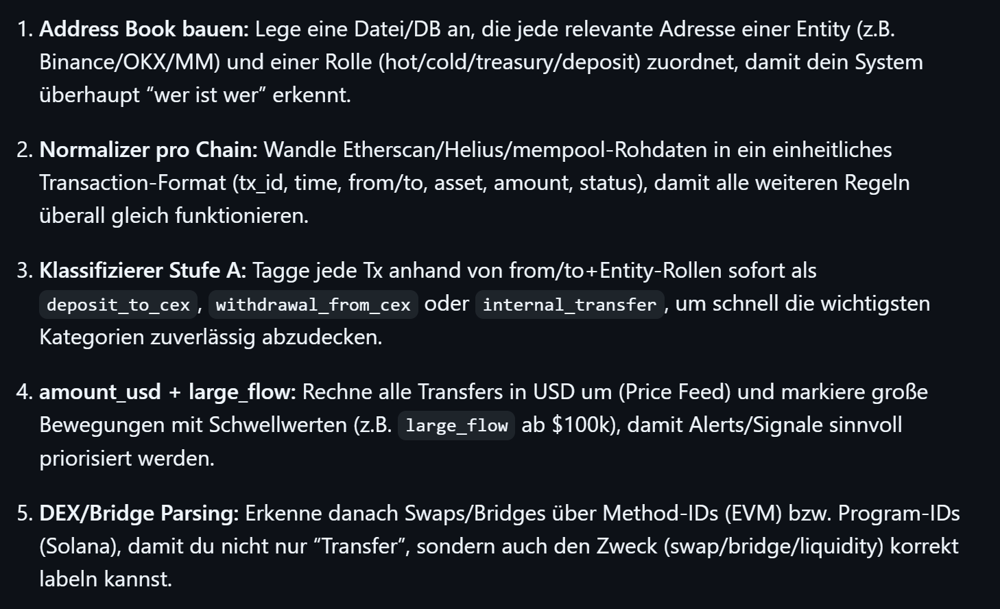 1. Address Book bauen: Lege eine Datei/DB an, die jede relevante Adresse einer Entity (z.B.
Binance/OKX/MM) und einer Rolle (hot/cold/treasury/deposit) zuordnet, damit dein System
überhaupt “wer ist wer” erkennt.
2. Normalizer pro Chain: Wandle Etherscan/Helius/mempool-Rohdaten in ein einheitliches
Transaction-Format (tx_id, time, from/to, asset, amount, status), damit alle weiteren Regeln
überall gleich funktionieren.
3. Klassifizierer Stufe A: Tagge jede Tx anhand von from/to+Entity-Rollen sofort als
deposit_to_cex, withdrawal_from_cex oder internal_transfer, um schnell die wichtigsten
Kategorien zuverlässig abzudecken.
4. amount_usd + large_flow: Rechne alle Transfers in USD um (Price Feed) und markiere große
Bewegungen mit Schwellwerten (z.B. large_flow ab $100k), damit Alerts/Signale sinnvoll
priorisiert werden.
5. DEX/Bridge Parsing: Erkenne danach Swaps/Bridges über Method-IDs (EVM) bzw. Program-IDs
(Solana), damit du nicht nur “Transfer”, sondern auch den Zweck (swap/bridge/liquidity) korrekt
labeln kannst.